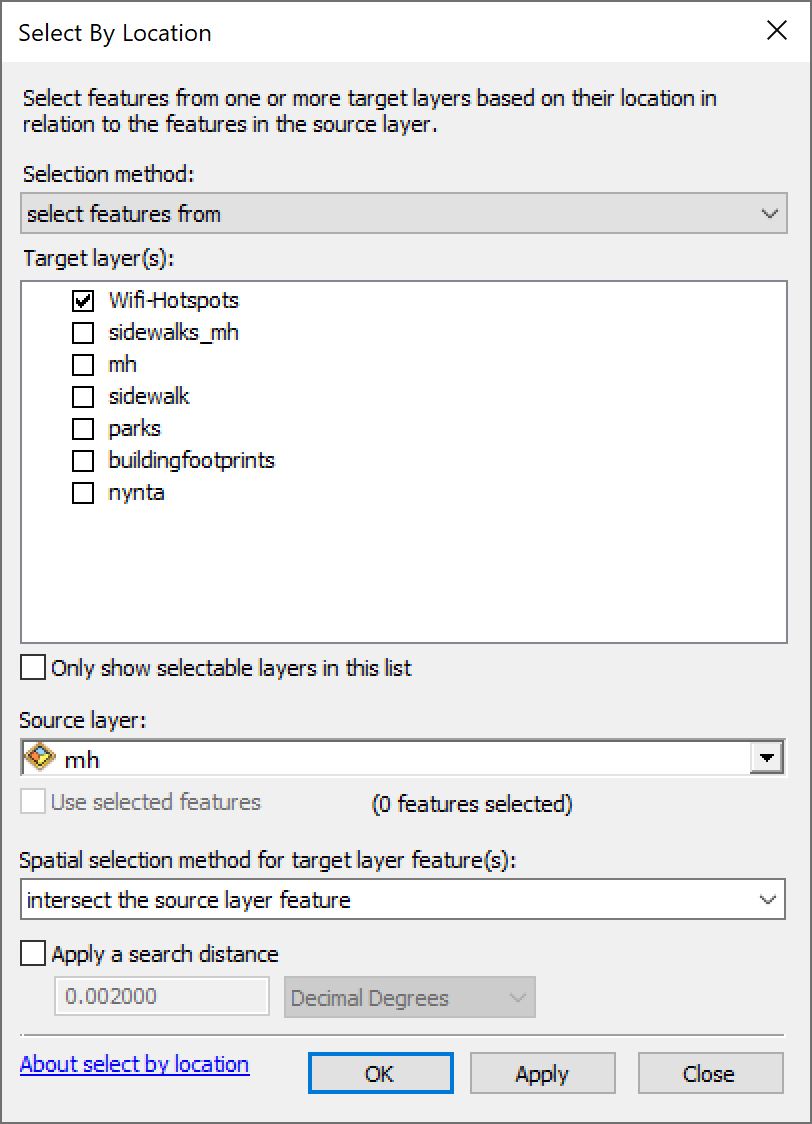 Select By Location
Select features from one or more target layers based on their location in
relation to the features in the source layer.
Selection method:
select features from
Target layer(s):
Wifi-Hotspots
sidewalks_mh
mh
sidewalk
parks
buildingfootprints
nynta
Only show selectable layers in this list
Source layer:
mh
Use selected features (0 features selected)
Spatial selection method for target layer feature(s):
intersect the source layer feature
Apply a search distance
0.002000 Decimal Degrees
About select by location OK Apply Close